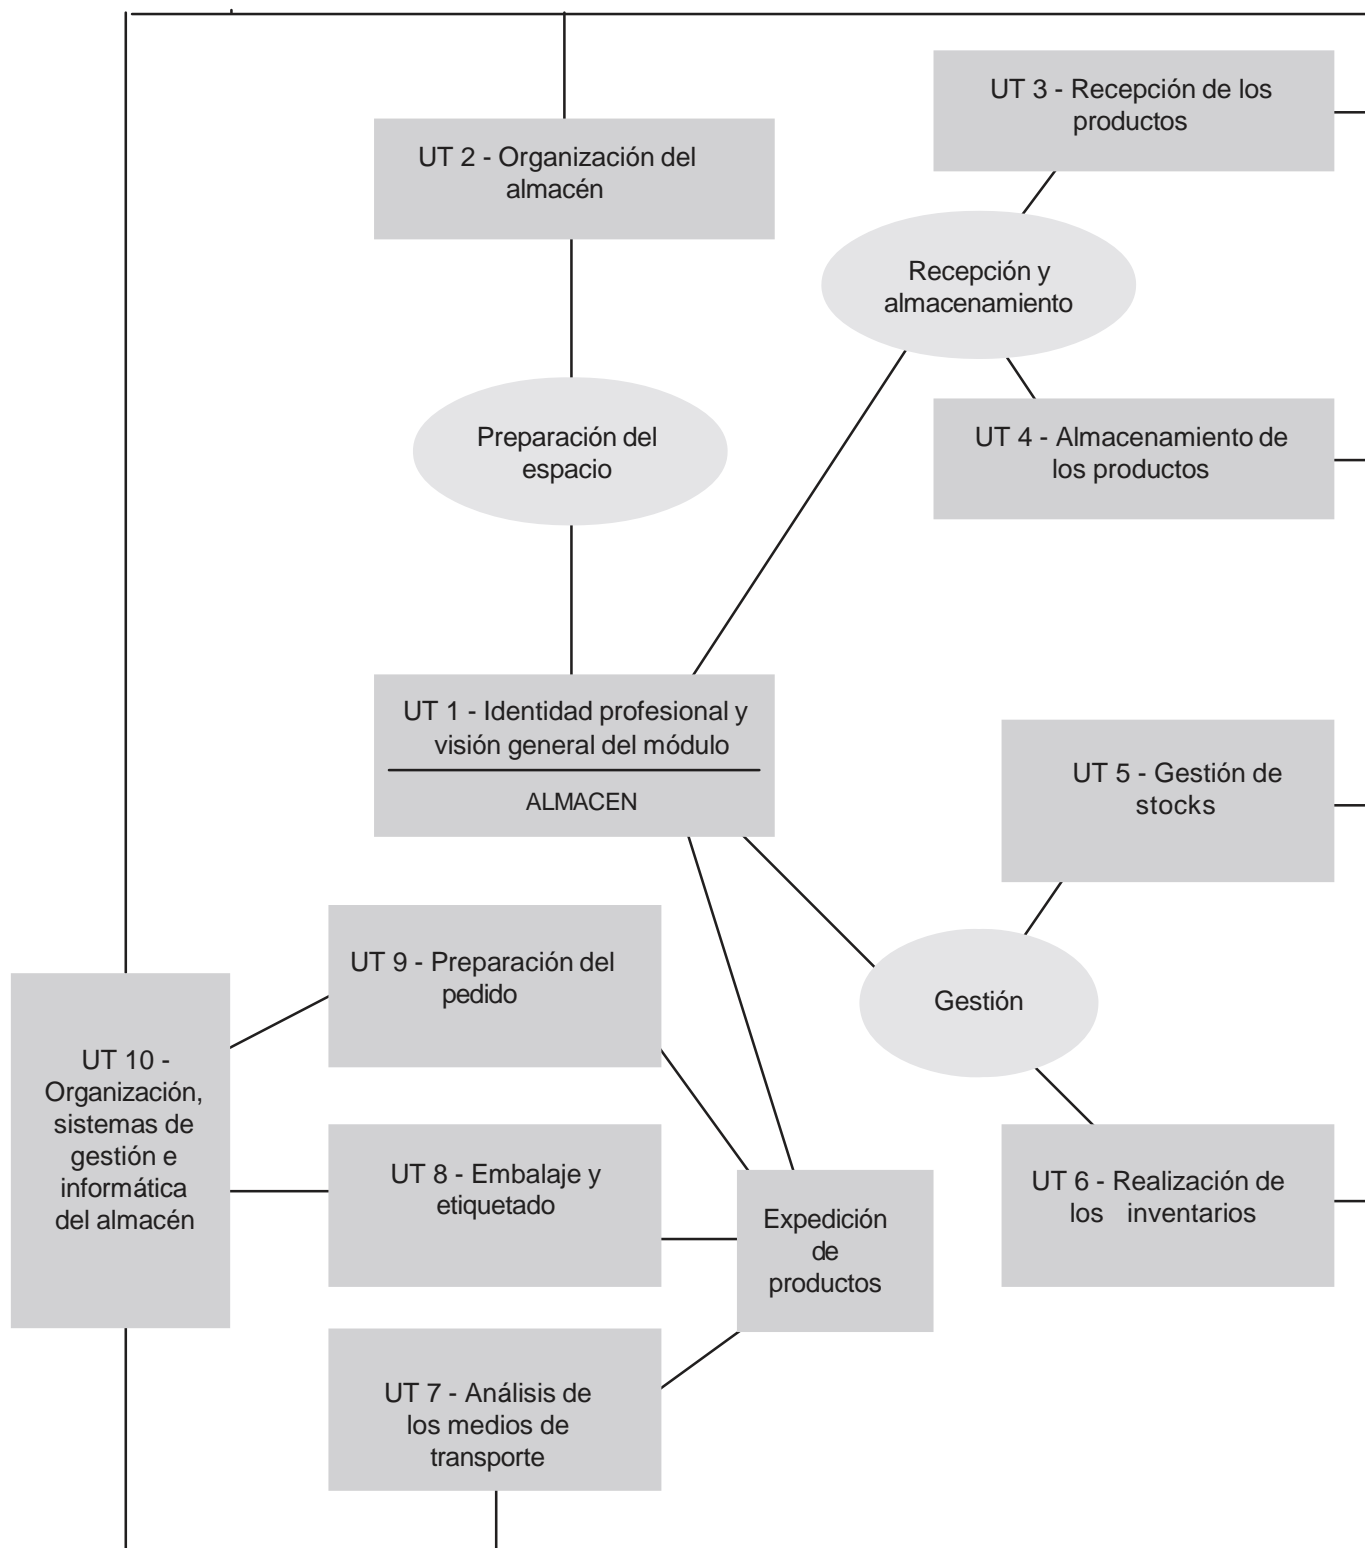 UT 3 - Recepción de los
productos
UT 2 - Organización del
almacén
Recepción y
almacenamiento
Preparación del
espacio
UT 4 - Almacenamiento de
los productos
UT 1 - Identidad profesional y
visión general del módulo
ALMACEN
UT 5 - Gestión de
stocks
UT 9 - Preparación del
pedido
Gestión
UT 10 -
Organización,
sistemas de
gestión e
informática
del almacén
UT 8 - Embalaje y
etiquetado
Expedición
de
productos
UT 6 - Realización de
los inventarios
UT 7 - Análisis de
los medios de
transporte